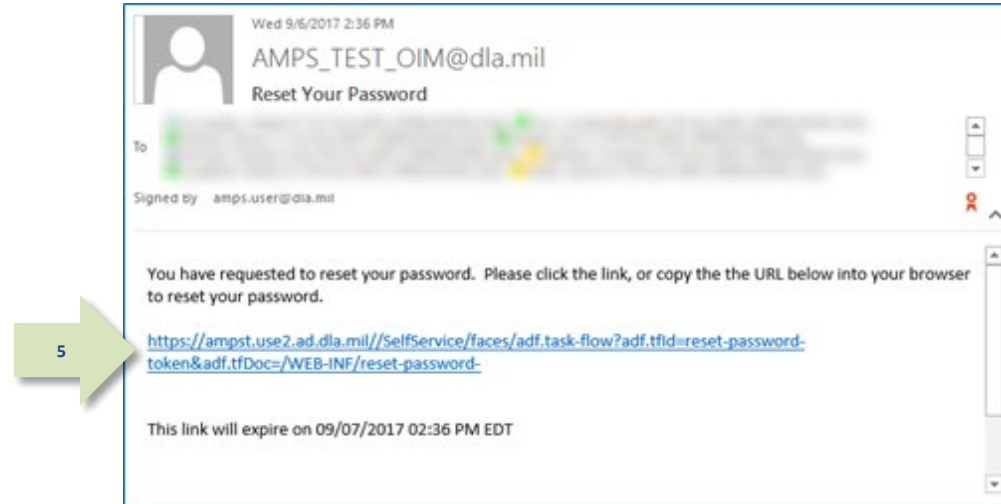 Wed 9/6/2017 2:36 PM
AMPS_TEST_OIM@dla.mil
Reset Your Password
To
Signed by amps.user@dla.mil
You have requested to reset your password. Please click the link, or copy the the URL below into your browser
to reset your password.
5
https://ampst.use2.ad.dla.mil//SelfService/faces/adf.task-flow?adf.tfId=reset-password-
token&adf.tfDoc=/WEB-INF/reset-password-
This link will expire on 09/07/2017 02:36 PM EDT